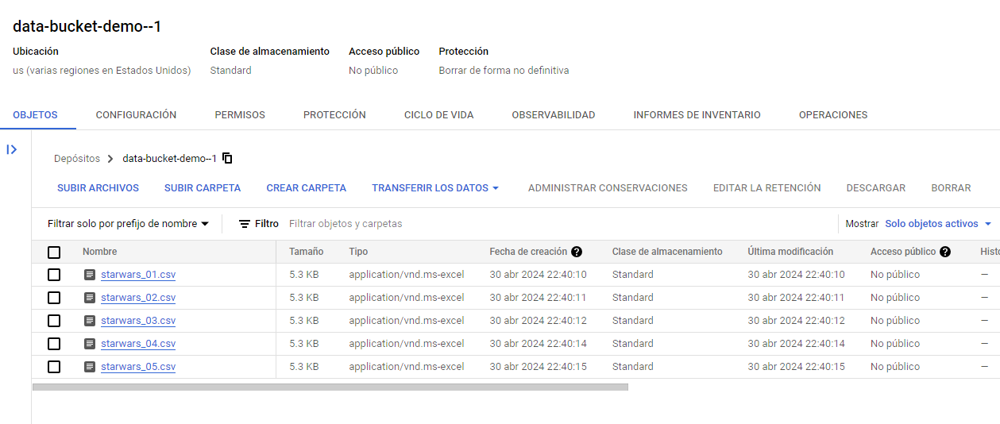 data-bucket-demo--1
Ubicación Clase de almacenamiento Acceso público Protección
us (varias regiones en Estados Unidos) Standard No público Borrar de forma no definitiva
OBJETOS CONFIGURACIÓN PERMISOS PROTECCIÓN CICLO DE VIDA OBSERVABILIDAD INFORMES DE INVENTARIO OPERACIONES
Depósitos data-bucket-demo--1
SUBIR ARCHIVOS SUBIR CARPETA CREAR CARPETA TRANSFERIR LOS DATOS ADMINISTRAR CONSERVACIONES EDITAR LA RETENCIÓN DESCARGAR BORRAR
Filtrar solo por prefijo de nombre Filtro Filtrar objetos y carpetas Mostrar Solo objetos activos
Nombre Tamaño Tipo Fecha de creación Clase de almacenamiento Última modificación Acceso público Histo
starwars_01.csv 5.3 KB application/vnd.ms-excel 30 abr 2024 22:40:10 Standard 30 abr 2024 22:40:10 No público —
starwars_02.csv 5.3 KB application/vnd.ms-excel 30 abr 2024 22:40:11 Standard 30 abr 2024 22:40:11 No público —
starwars_03.csv 5.3 KB application/vnd.ms-excel 30 abr 2024 22:40:12 Standard 30 abr 2024 22:40:12 No público —
starwars_04.csv 5.3 KB application/vnd.ms-excel 30 abr 2024 22:40:14 Standard 30 abr 2024 22:40:14 No público —
starwars_05.csv 5.3 KB application/vnd.ms-excel 30 abr 2024 22:40:15 Standard 30 abr 2024 22:40:15 No público —